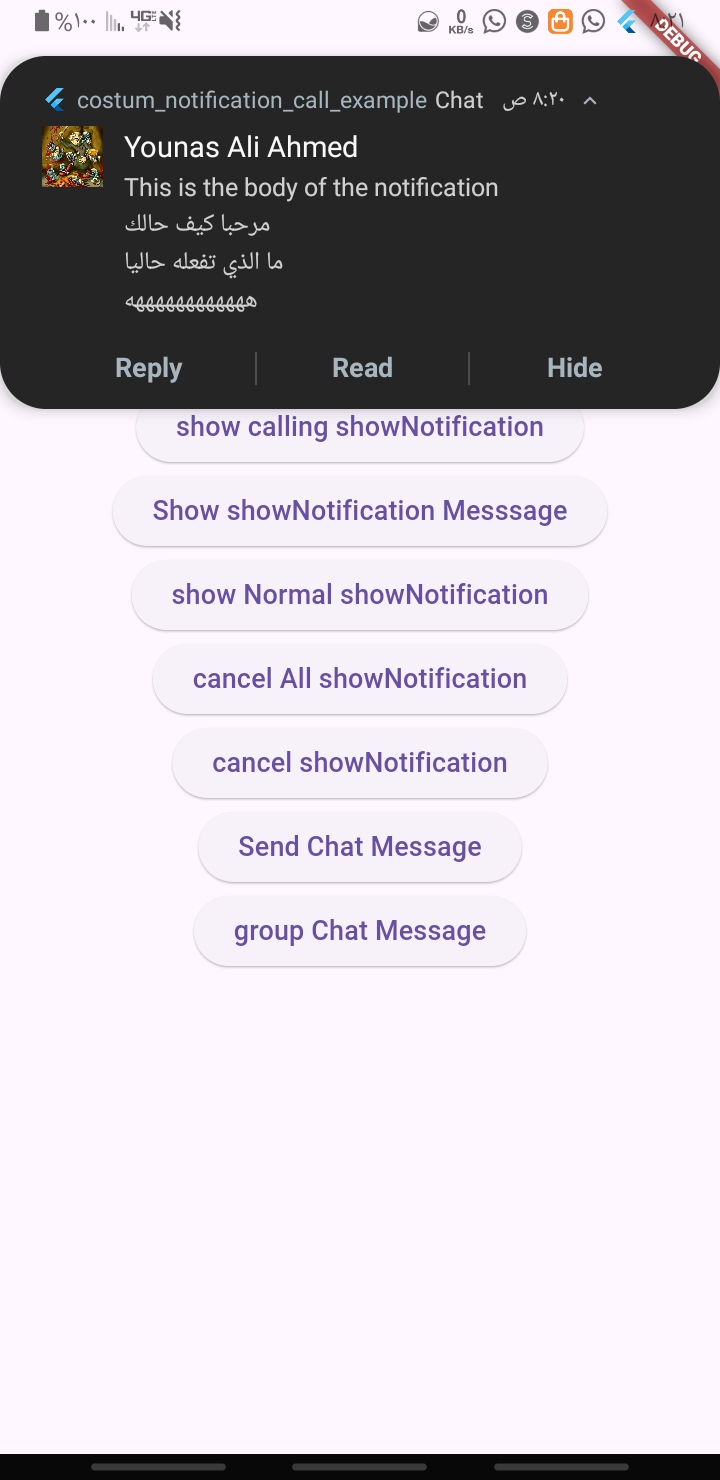 %١٠٠ 4G 0 KB/s ٨:٢١
DEBUG
costum_notification_call_example Chat ٨:٢٠ ص
Younas Ali Ahmed
This is the body of the notification
مرحبا كيف حالك
ما الذي تفعله حاليا
هههههههههههههه
Reply Read Hide
show calling showNotification
Show showNotification Messsage
show Normal showNotification
cancel All showNotification
cancel showNotification
Send Chat Message
group Chat Message